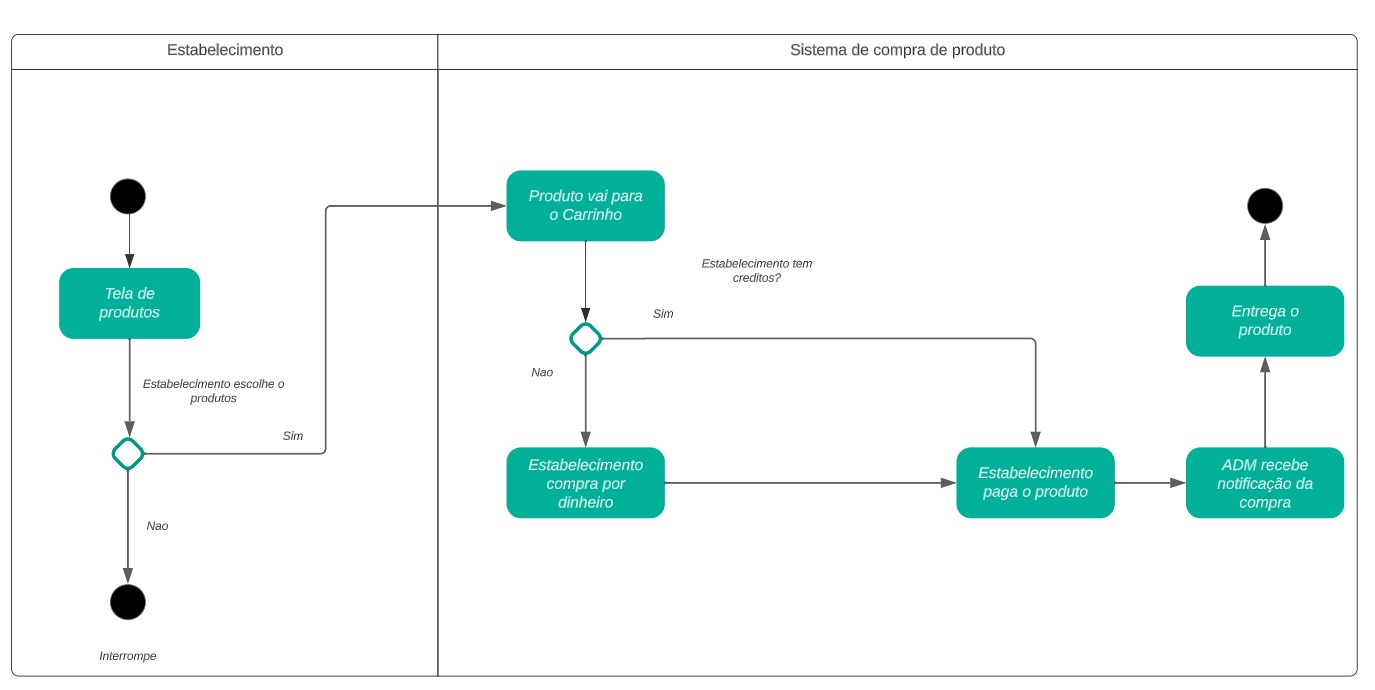 Estabelecimento
Sistema de compra de produto
Tela de
produtos
Estabelecimento escolhe o
produtos
Sim
Nao
Interrompe
Produto vai para
o Carrinho
Estabelecimento tem
creditos?
Sim
Nao
Estabelecimento
compra por
dinheiro
Estabelecimento
paga o produto
ADM recebe
notificação da
compra
Entrega o
produto